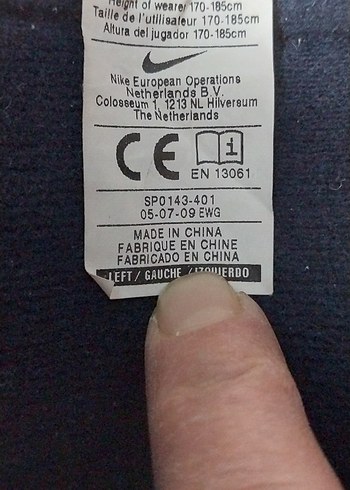 Height of wearer 170-185cm
Taille de l'utilisateur 170-185cm
Altura del jugador 170-185cm
Nike European Operations
Netherlands B.V.
Colosseum 1, 1213 NL Hilversum
The Netherlands
CE i
EN 13061
SP0143-401
05-07-09 EWG
MADE IN CHINA
FABRIQUE EN CHINE
FABRICADO EN CHINA
LEFT / GAUCHE / IZQUIERDO